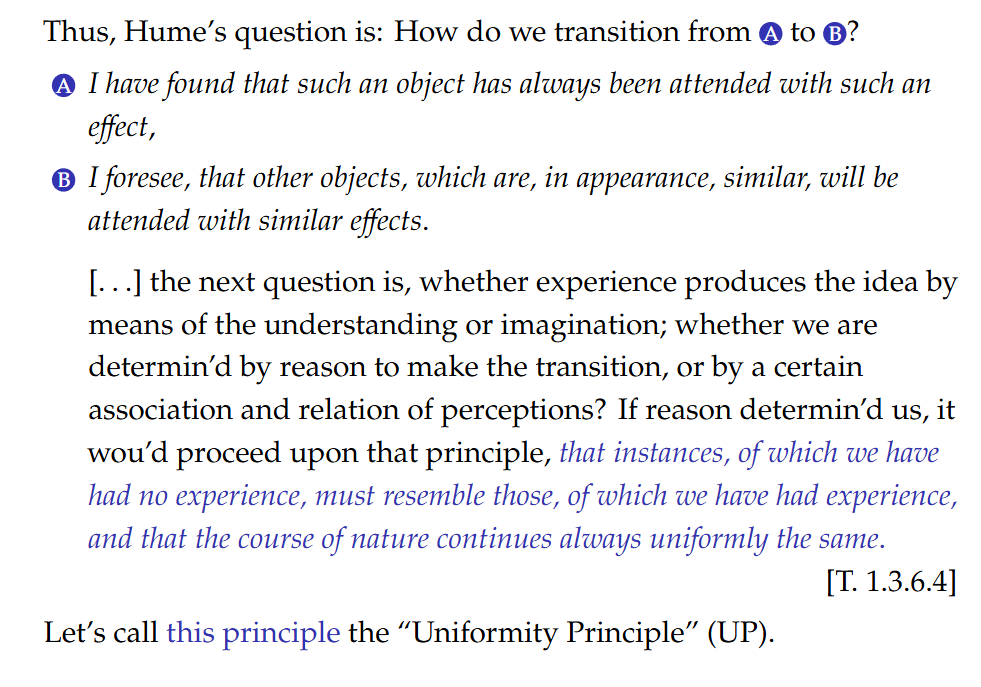 Thus, Hume’s question is: How do we transition from A to B?
A I have found that such an object has always been attended with such an
effect,
B I foresee, that other objects, which are, in appearance, similar, will be
attended with similar effects.
[. . .] the next question is, whether experience produces the idea by
means of the understanding or imagination; whether we are
determin’d by reason to make the transition, or by a certain
association and relation of perceptions? If reason determin’d us, it
wou’d proceed upon that principle, that instances, of which we have
had no experience, must resemble those, of which we have had experience,
and that the course of nature continues always uniformly the same.
[T. 1.3.6.4]
Let’s call this principle the “Uniformity Principle” (UP).